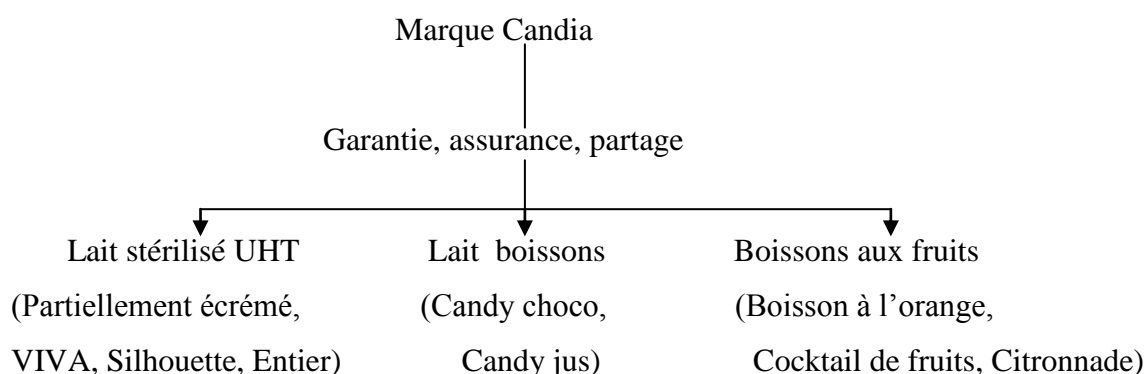 Marque Candia
Garantie, assurance, partage
Lait stérilisé UHT
(Partiellement écrémé,
VIVA, Silhouette, Entier)
Lait boissons
(Candy choco,
Candy jus)
Boissons aux fruits
(Boisson à l’orange,
Cocktail de fruits, Citronnade)